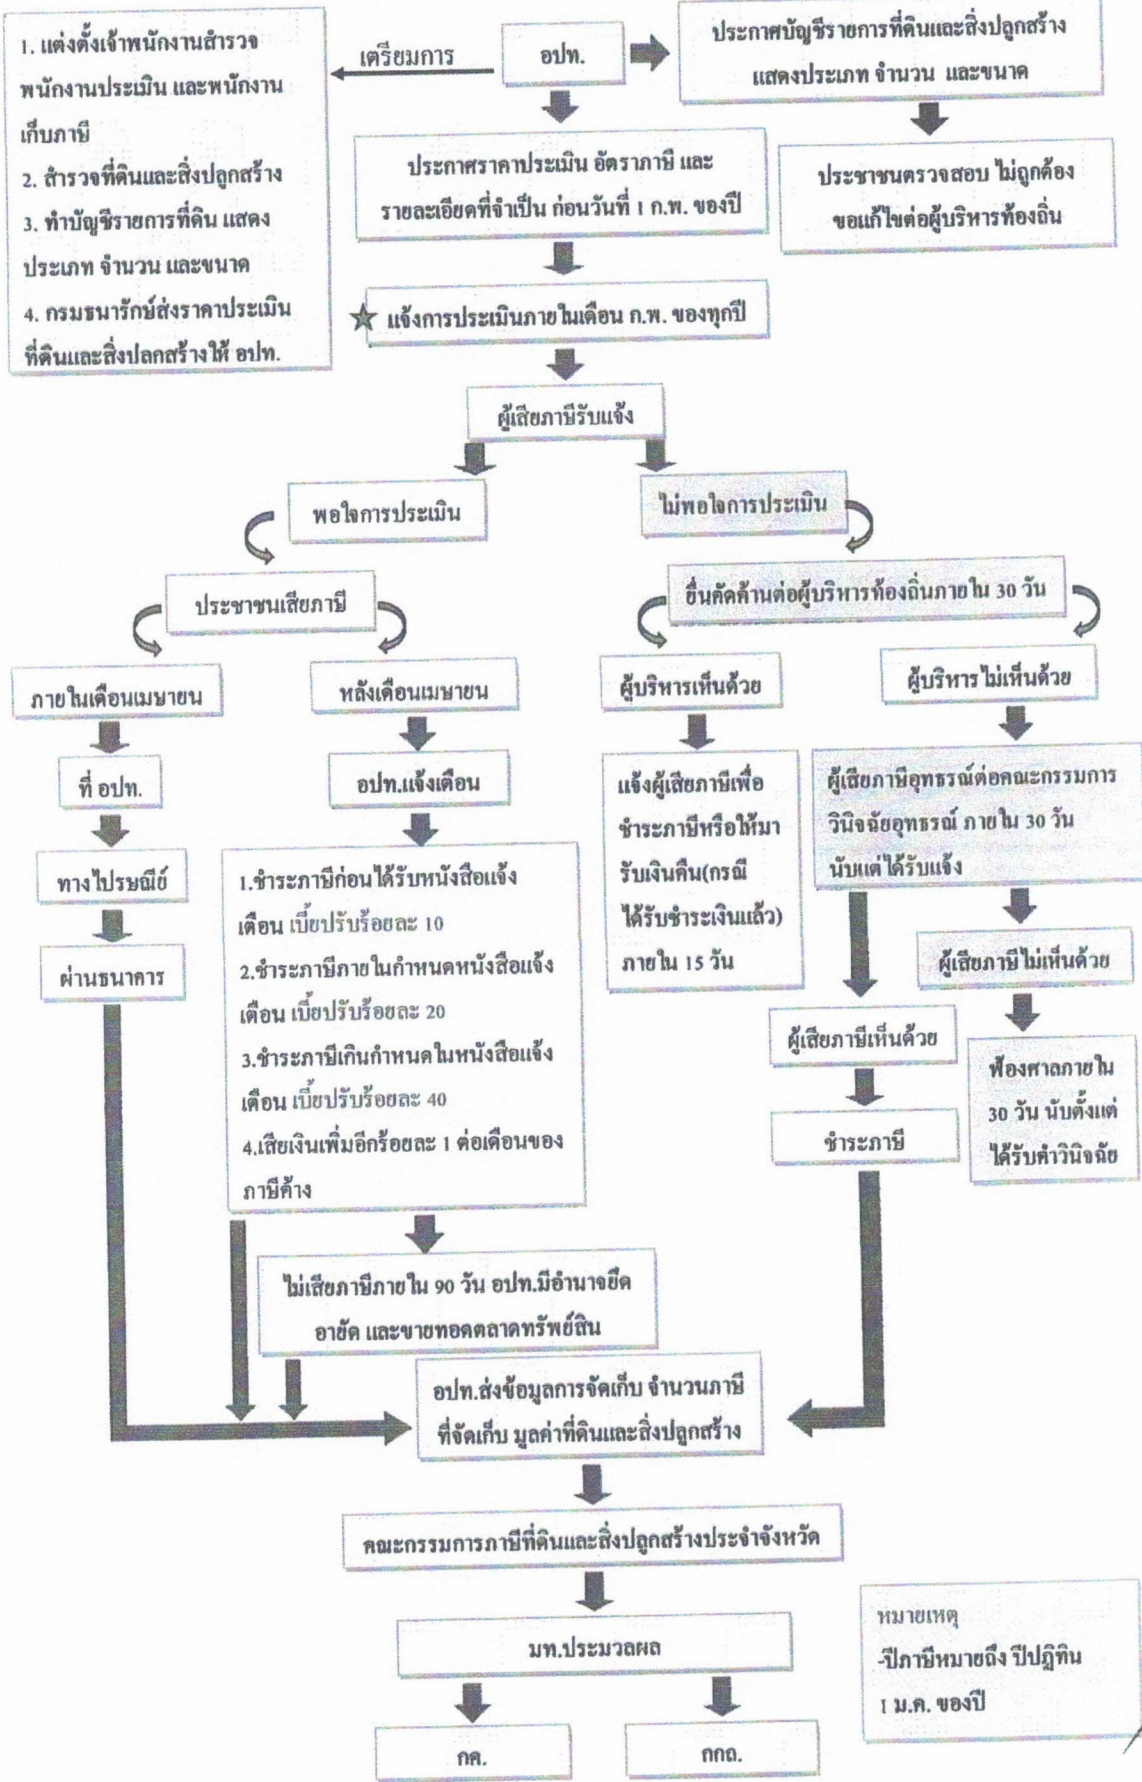 1. แต่งตั้งเจ้าพนักงานสำรวจ
พนักงานประเมิน และพนักงาน
เก็บภาษี
2. สำรวจที่ดินและสิ่งปลูกสร้าง
3. ทำบัญชีรายการที่ดิน แสดง
ประเภท จำนวน และขนาด
4. กรมธนารักษ์ส่งราคาประเมิน
ที่ดินและสิ่งปลกสร้างให้ อปท.
เตรียมการ
อปท.
ประกาศบัญชีรายการที่ดินและสิ่งปลูกสร้าง
แสดงประเภท จำนวน และขนาด
ประชาชนตรวจสอบ ไม่ถูกต้อง
ขอแก้ไขต่อผู้บริหารท้องถิ่น
ประกาศราคาประเมิน อัตราภาษี และ
รายละเอียดที่จำเป็น ก่อนวันที่ 1 ก.พ. ของปี
แจ้งการประเมินภายในเดือน ก.พ. ของทุกปี
ผู้เสียภาษีรับแจ้ง
พอใจการประเมิน
ไม่พอใจการประเมิน
ประชาชนเสียภาษี
ยื่นคัดค้านต่อผู้บริหารท้องถิ่นภายใน 30 วัน
ภายในเดือนเมษายน
หลังเดือนเมษายน
ผู้บริหารเห็นด้วย
ผู้บริหารไม่เห็นด้วย
ที่ อปท.
ทางไปรษณีย์
ผ่านธนาคาร
อปท.แจ้งเตือน
1.ชำระภาษีก่อนได้รับหนังสือแจ้ง
เตือน เบี้ยปรับร้อยละ 10
2.ชำระภาษีภายในกำหนดหนังสือแจ้ง
เตือน เบี้ยปรับร้อยละ 20
3.ชำระภาษีเกินกำหนดในหนังสือแจ้ง
เตือน เบี้ยปรับร้อยละ 40
4.เสียเงินเพิ่มอีกร้อยละ 1 ต่อเดือนของ
ภาษีค้าง
แจ้งผู้เสียภาษีเพื่อ
ชำระภาษีหรือให้มา
รับเงินคืน(กรณี
ได้รับชำระเงินแล้ว)
ภายใน 15 วัน
ผู้เสียภาษีอุทธรณ์ต่อคณะกรรมการ
วินิจฉัยอุทธรณ์ ภายใน 30 วัน
นับแต่ได้รับแจ้ง
ผู้เสียภาษีไม่เห็นด้วย
ผู้เสียภาษีเห็นด้วย
ฟ้องศาลภายใน
30 วัน นับตั้งแต่
ได้รับคำวินิจฉัย
ชำระภาษี
ไม่เสียภาษีภายใน 90 วัน อปท.มีอำนาจยึด
อายัด และขายทอดตลาดทรัพย์สิน
อปท.ส่งข้อมูลการจัดเก็บ จำนวนภาษี
ที่จัดเก็บ มูลค่าที่ดินและสิ่งปลูกสร้าง
คณะกรรมการภาษีที่ดินและสิ่งปลูกสร้างประจำจังหวัด
มท.ประมวลผล
กค.
กกถ.
หมายเหตุ
-ปีภาษีหมายถึง ปีปฏิทิน
1 ม.ค. ของปี